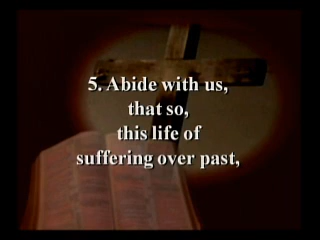 5. Abide with us,
that so,
this life of
suffering over past,